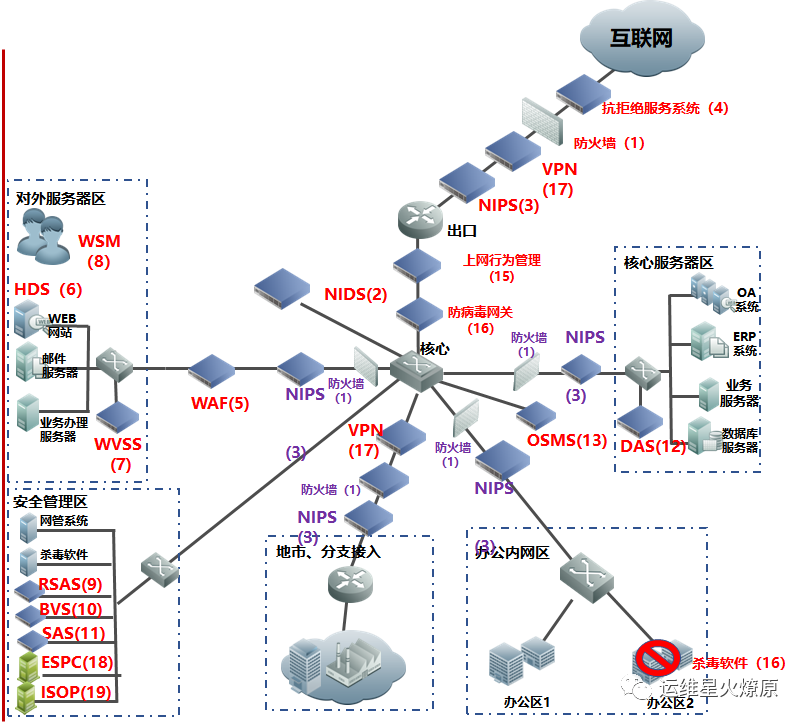 互联网
抗拒绝服务系统(4)
防火墙(1)
VPN
(17)
NIPS(3)
出口
上网行为管理
(15)
防病毒网关
(16)
NIDS(2)
核心
对外服务器区
WSM
(8)
HDS(6)
WEB
网站
邮件
服务器
业务办理
服务器
WVSS
(7)
WAF(5)
NIPS
(3)
防火墙
(1)
核心服务器区
OA
系统
ERP
系统
业务
服务器
数据库
服务器
DAS(12)
防火墙
(1)
NIPS
(3)
OSMS(13)
防火墙
(1)
NIPS
(3)
VPN
(17)
防火墙(1)
NIPS
(3)
安全管理区
网管系统
杀毒软件
RSAS(9)
BVS(10)
SAS(11)
ESPC(18)
ISOP(19)
地市、分支接入
办公内网区
办公区1
办公区2
杀毒软件(16)
运维星火燎原